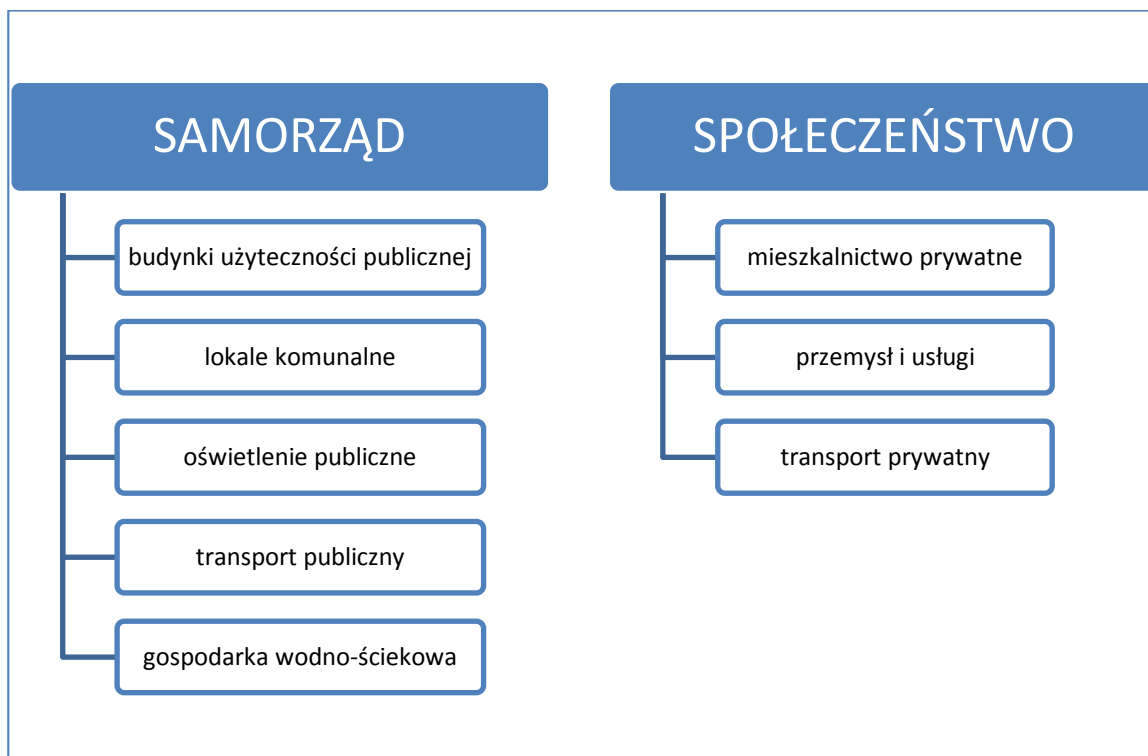 SAMORZĄD
budynki użyteczności publicznej
lokale komunalne
oświetlenie publiczne
transport publiczny
gospodarka wodno-ściekowa
SPOŁECZEŃSTWO
mieszkalnictwo prywatne
przemysł i usługi
transport prywatny